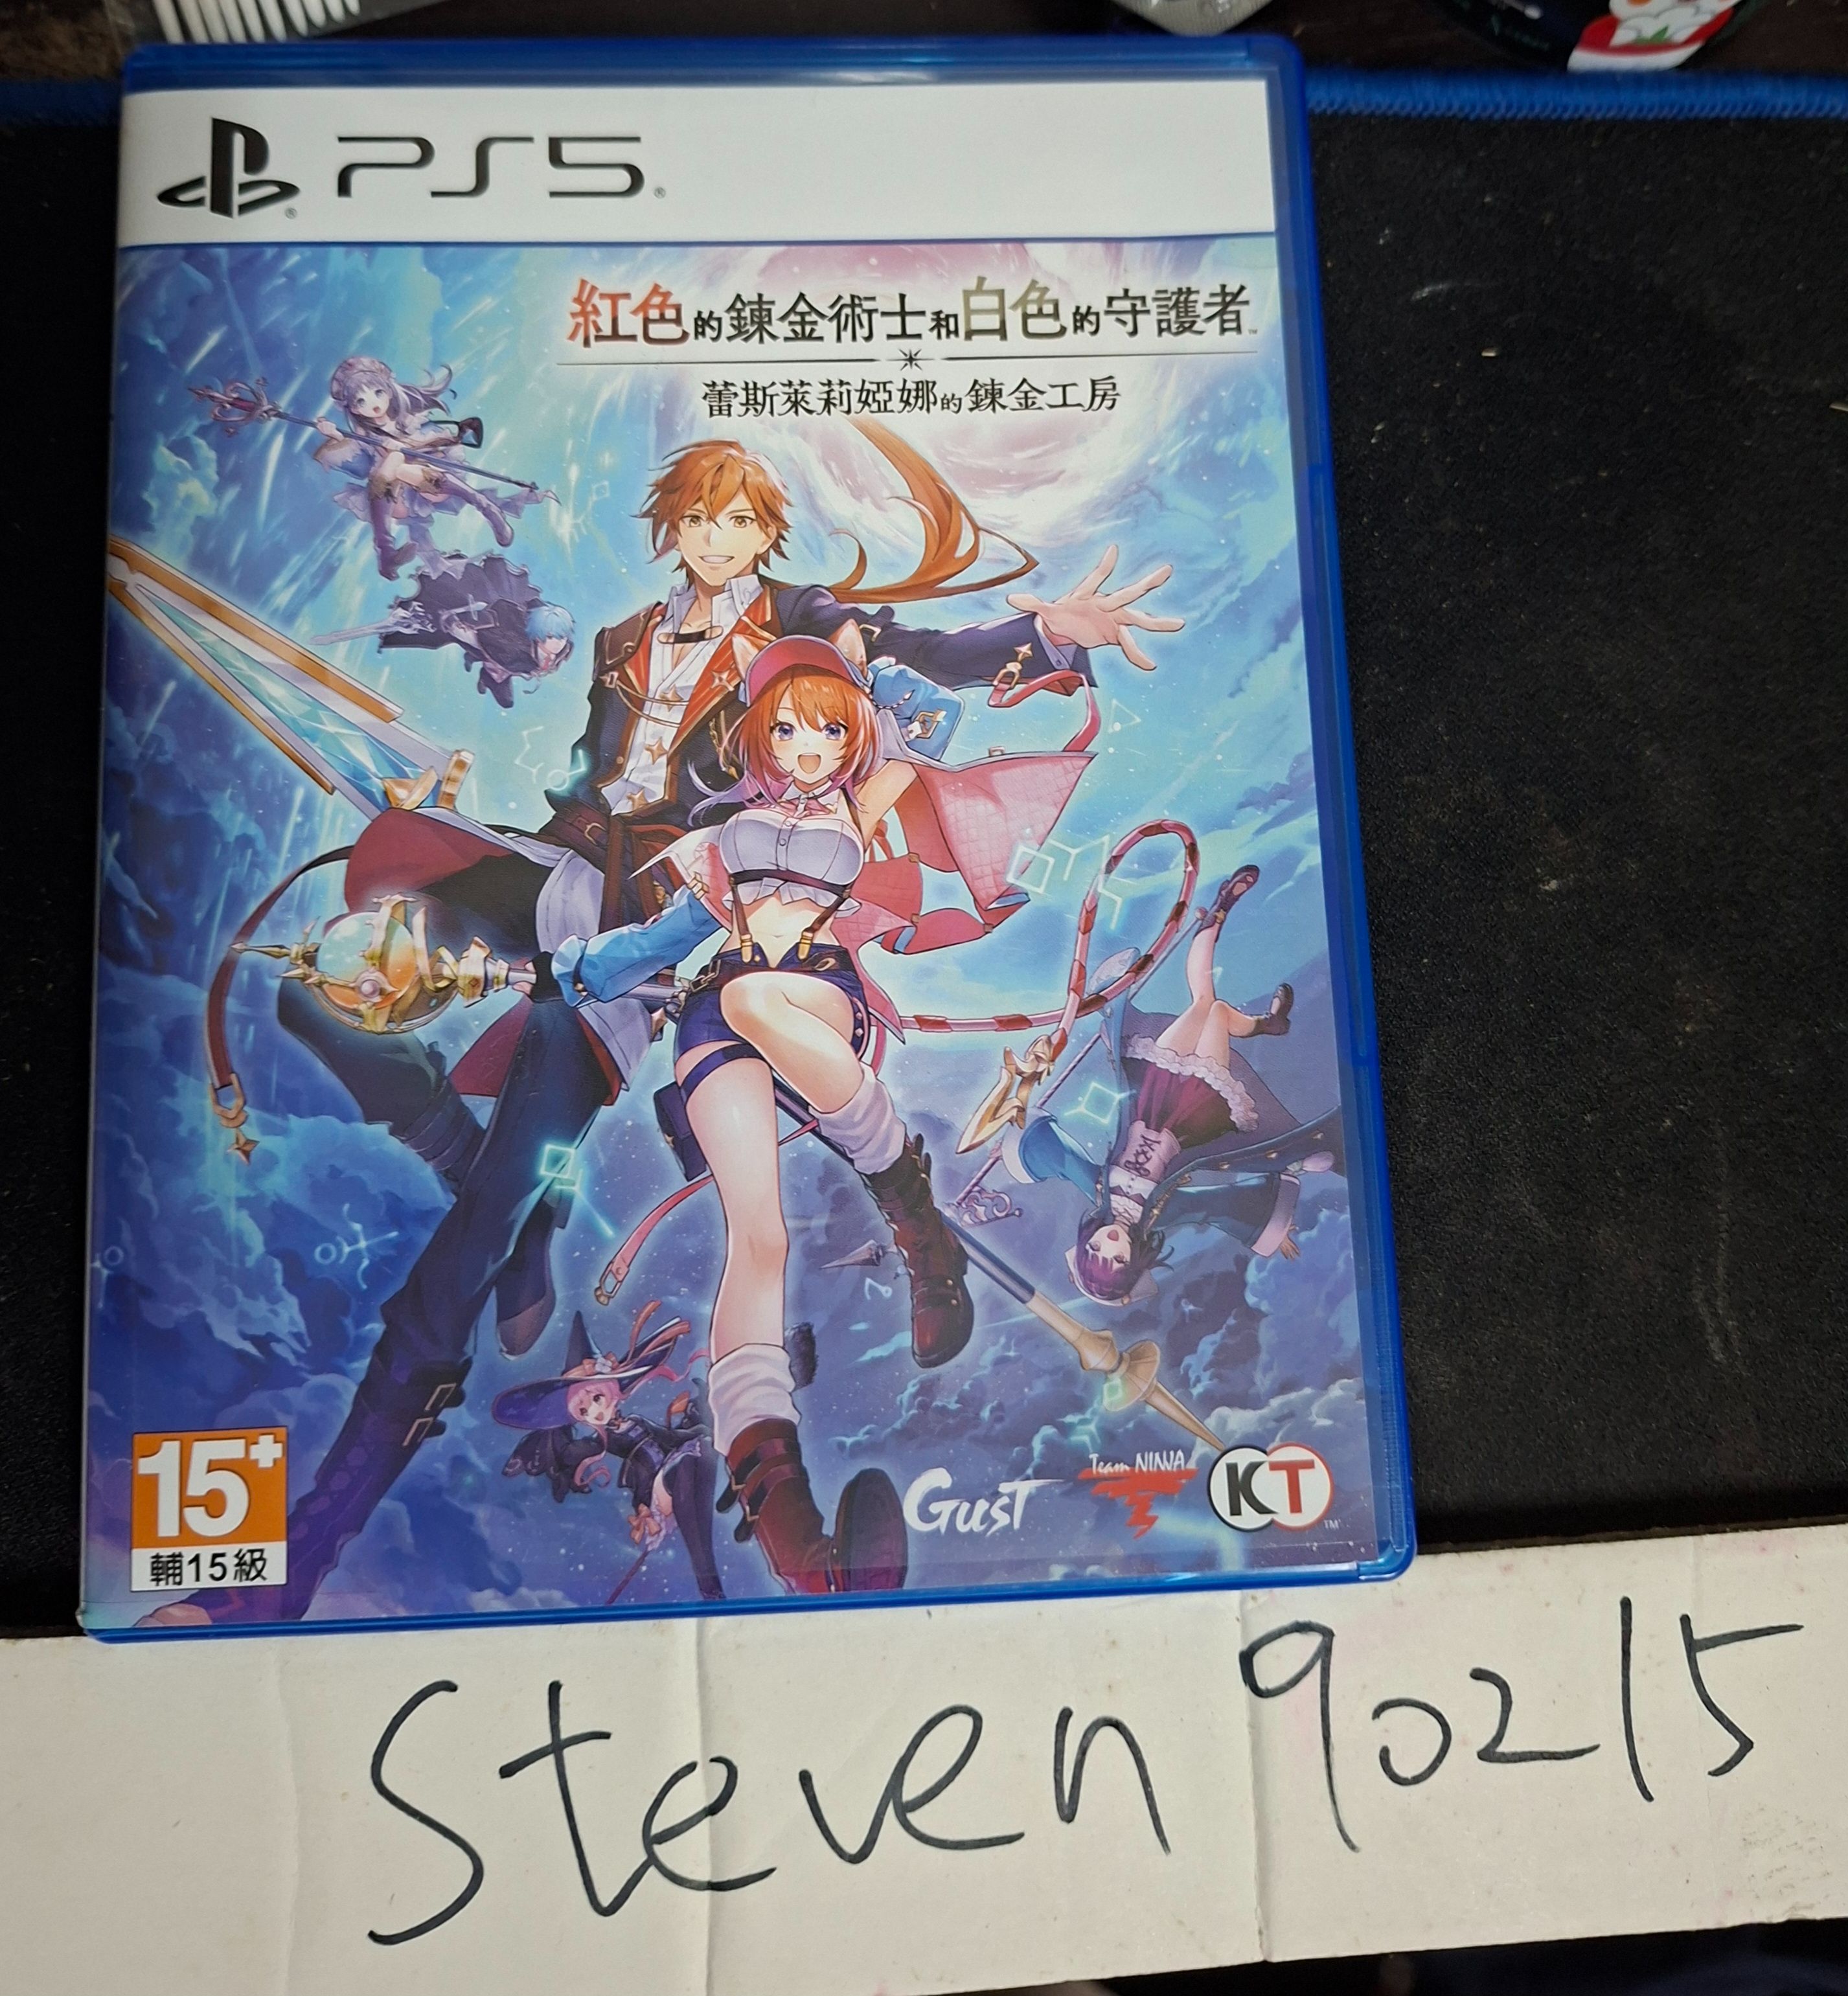 PS5
紅色的鍊金術士和白色的守護者
蕾斯萊莉婭娜的鍊金工房
15+
輔15級
GUST
Team NINJA
KT
Steven90215